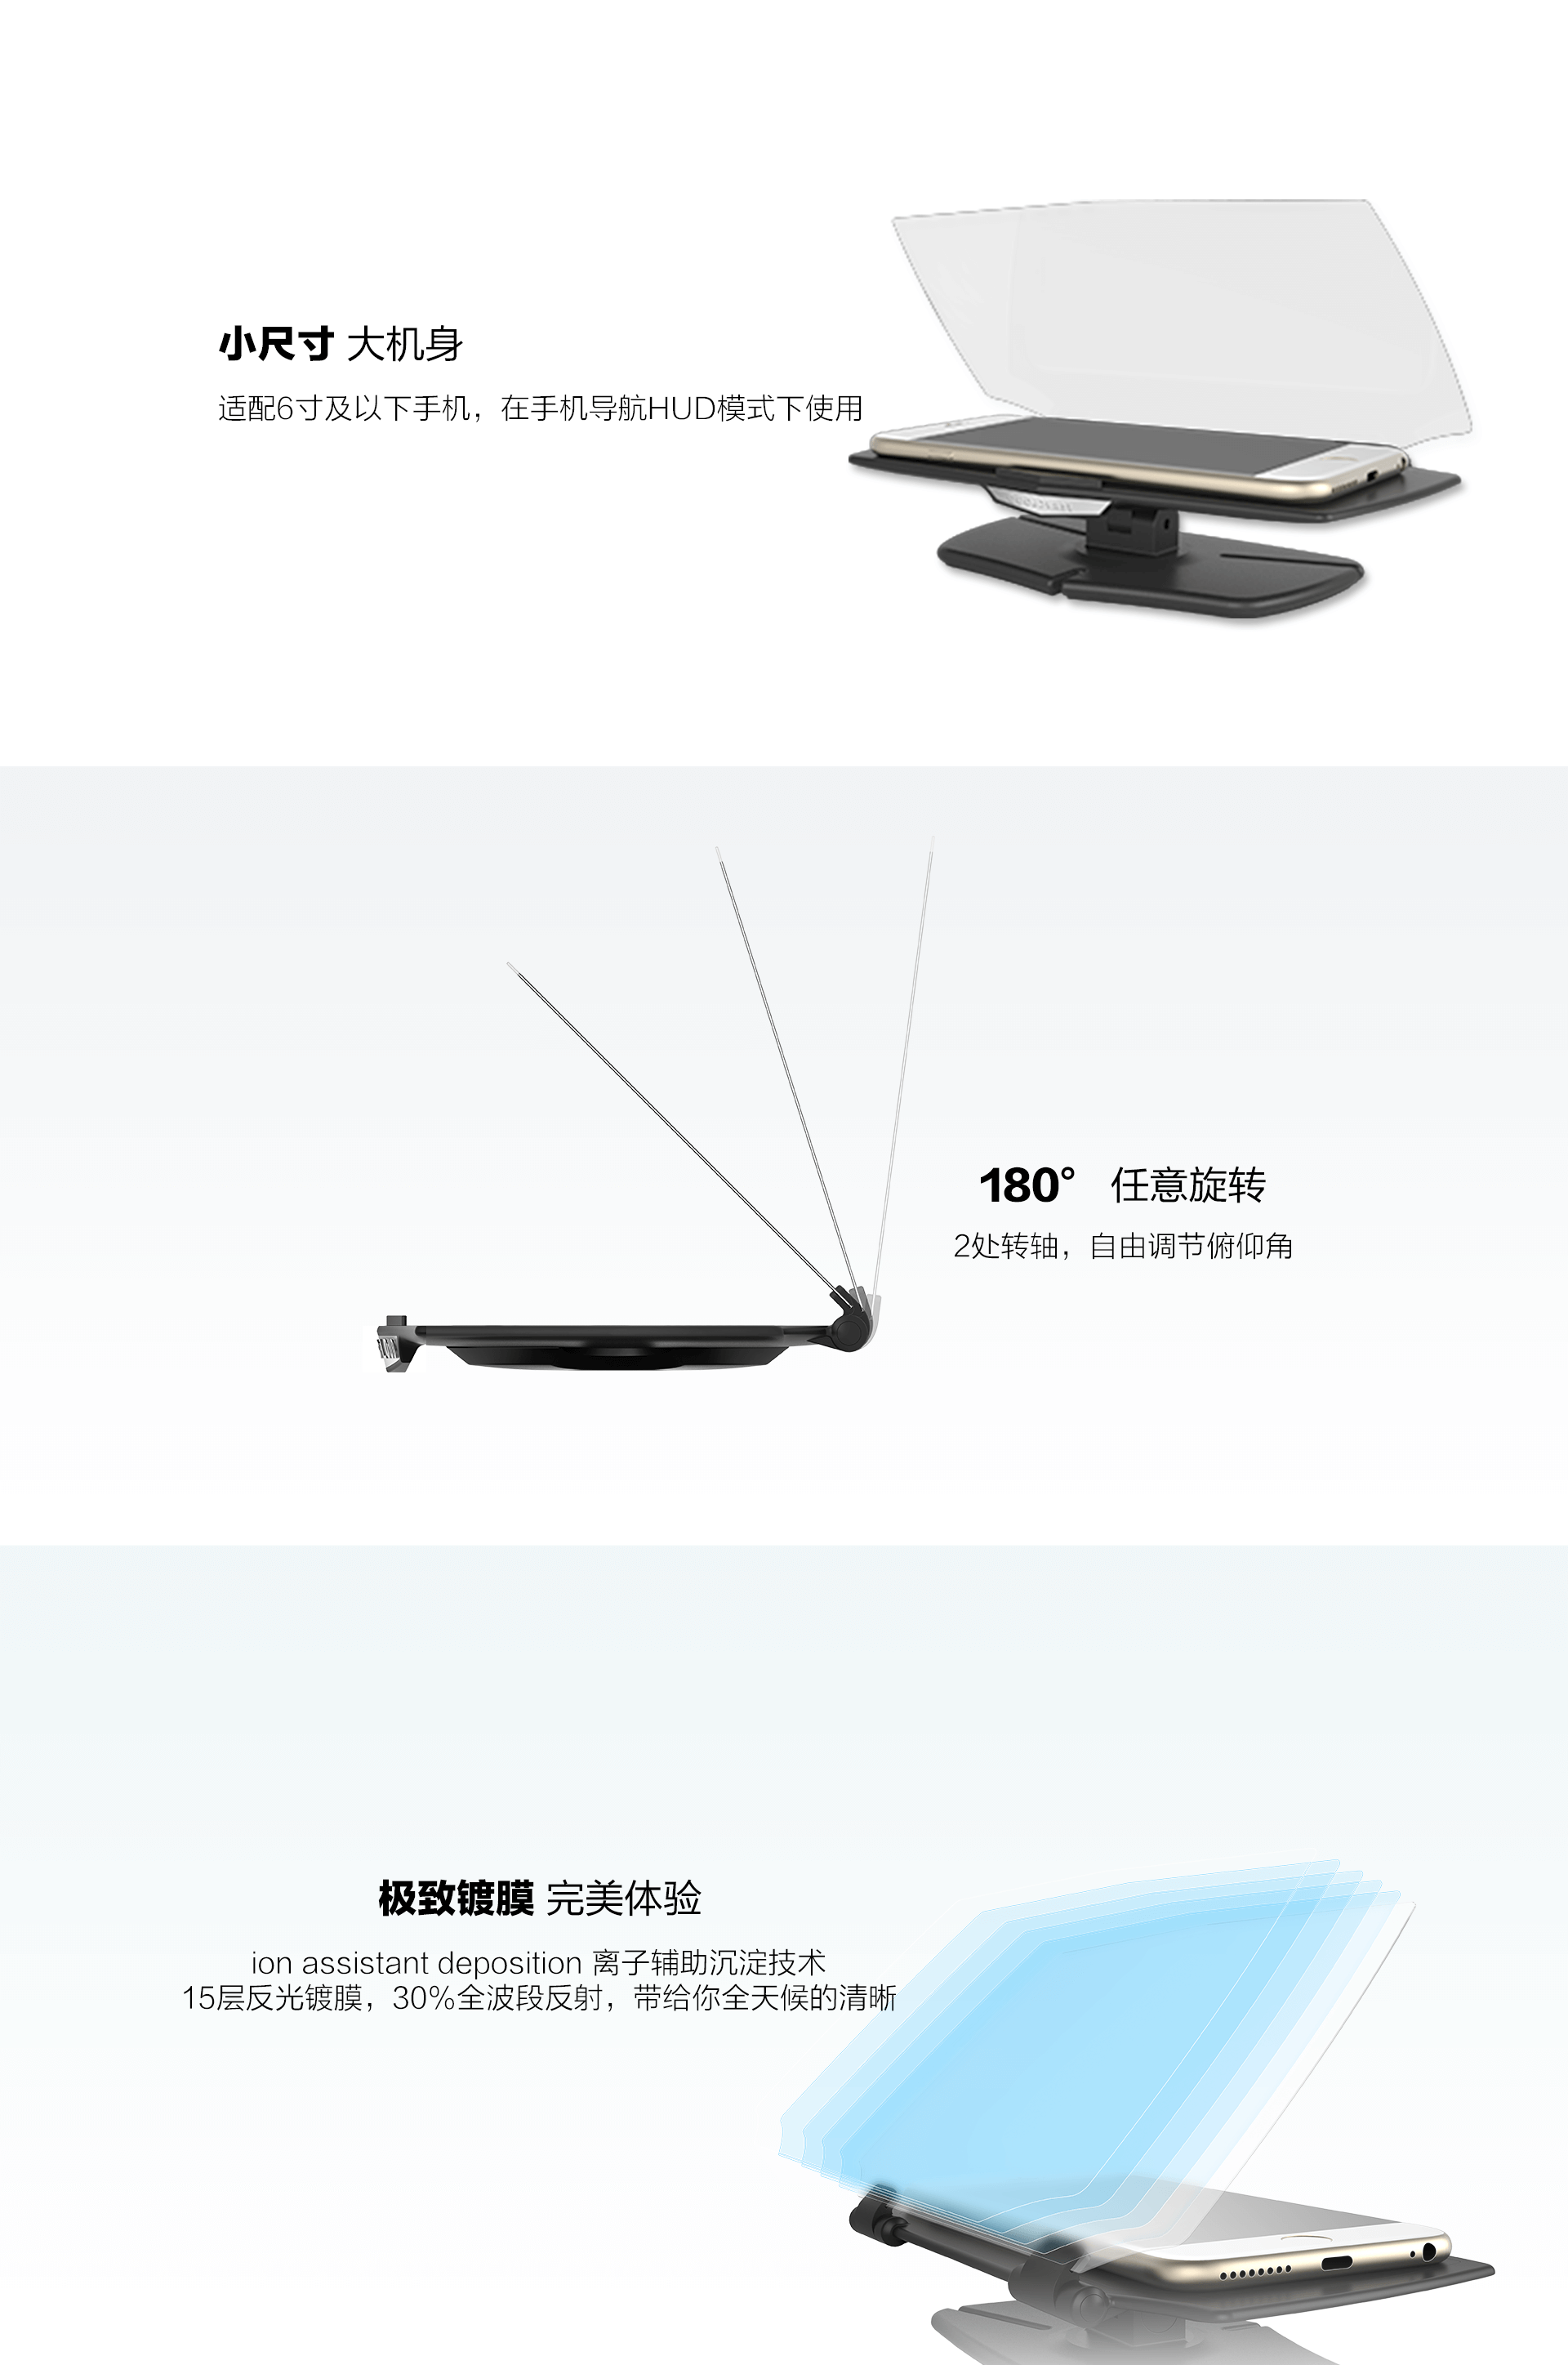 小尺寸 大机身
适配6寸及以下手机，在手机导航HUD模式下使用
180° 任意旋转
2处转轴，自由调节俯仰角
极致镀膜 完美体验
ion assistant deposition 离子辅助沉淀技术
15层反光镀膜，30%全波段反射，带给你全天候的清晰